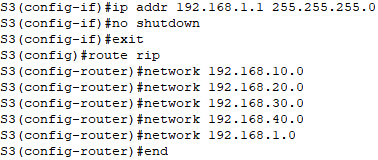 S3(config-if)#ip addr 192.168.1.1 255.255.255.0
S3(config-if)#no shutdown
S3(config-if)#exit
S3(config)#route rip
S3(config-router)#network 192.168.10.0
S3(config-router)#network 192.168.20.0
S3(config-router)#network 192.168.30.0
S3(config-router)#network 192.168.40.0
S3(config-router)#network 192.168.1.0
S3(config-router)#end